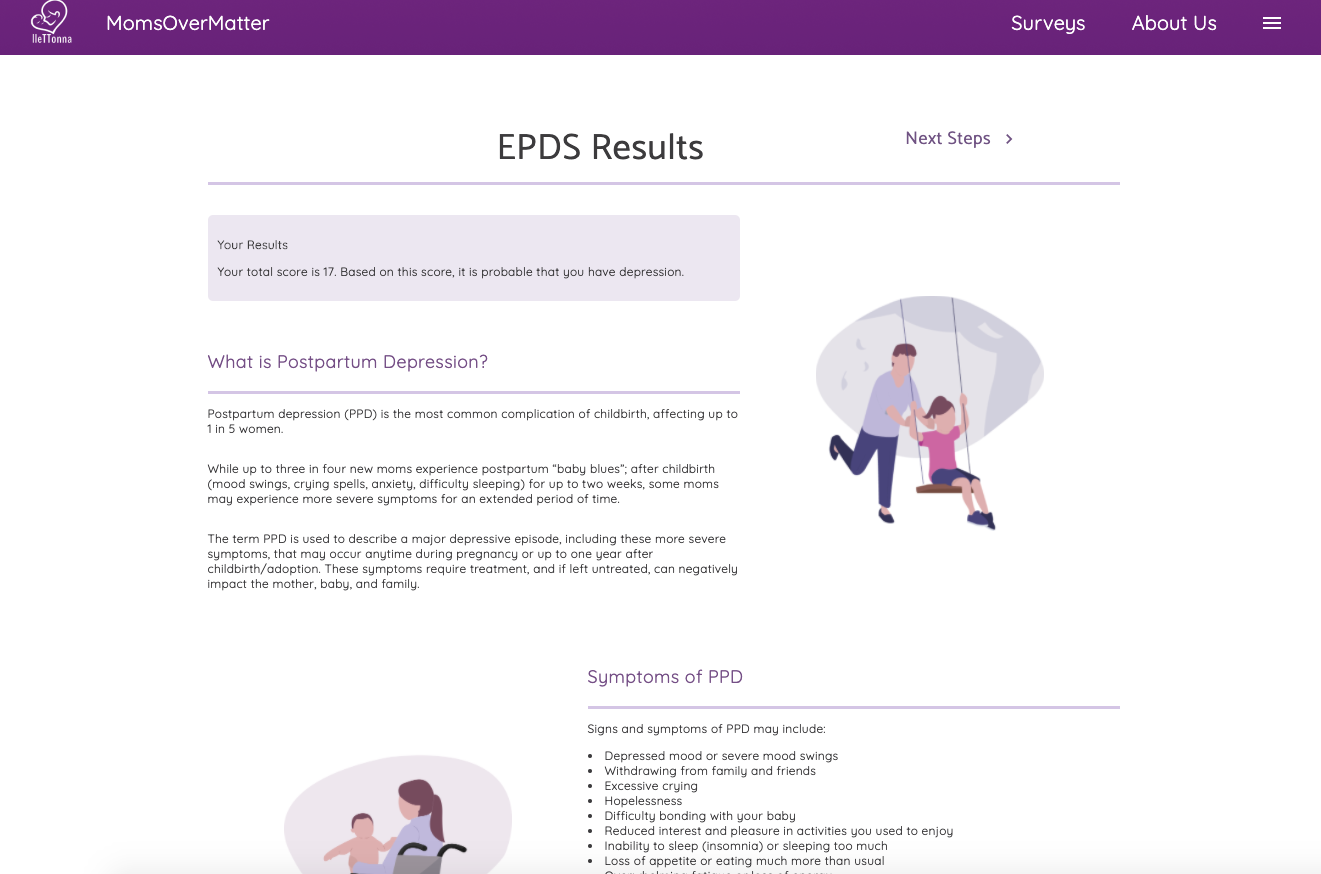 IleTTonna
MomsOverMatter
Surveys
About Us
EPDS Results
Next Steps
Your Results
Your total score is 17. Based on this score, it is probable that you have depression.
What is Postpartum Depression?
Postpartum depression (PPD) is the most common complication of childbirth, affecting up to
1 in 5 women.
While up to three in four new moms experience postpartum “baby blues”; after childbirth
(mood swings, crying spells, anxiety, difficulty sleeping) for up to two weeks, some moms
may experience more severe symptoms for an extended period of time.
The term PPD is used to describe a major depressive episode, including these more severe
symptoms, that may occur anytime during pregnancy or up to one year after
childbirth/adoption. These symptoms require treatment, and if left untreated, can negatively
impact the mother, baby, and family.
Symptoms of PPD
Signs and symptoms of PPD may include:
• Depressed mood or severe mood swings
• Withdrawing from family and friends
• Excessive crying
• Hopelessness
• Difficulty bonding with your baby
• Reduced interest and pleasure in activities you used to enjoy
• Inability to sleep (insomnia) or sleeping too much
• Loss of appetite or eating much more than usual